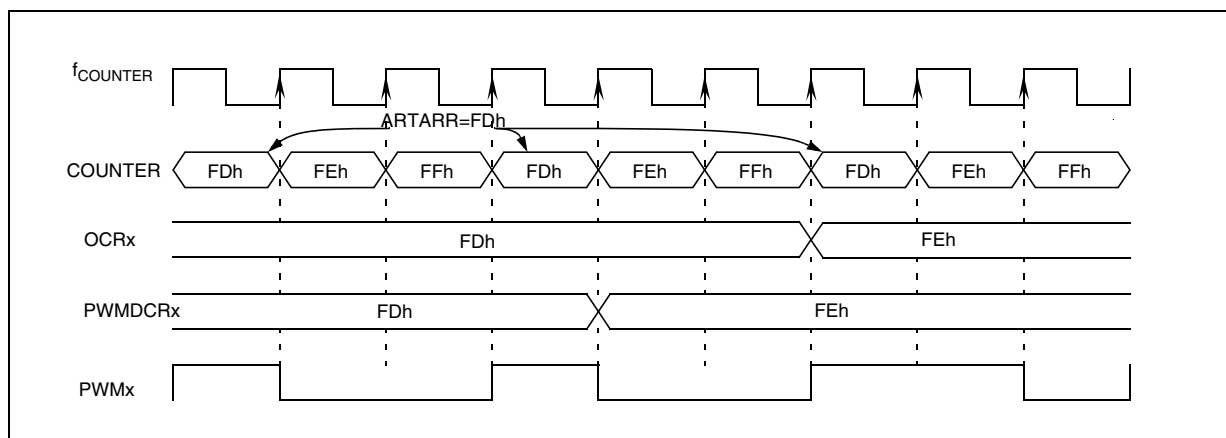 fCOUNTER
ARTARR=FDh
COUNTER FDh FEh FFh FDh FEh FFh FDh FEh FFh
OCRx FDh FEh
PWMDCRx FDh FEh
PWMx